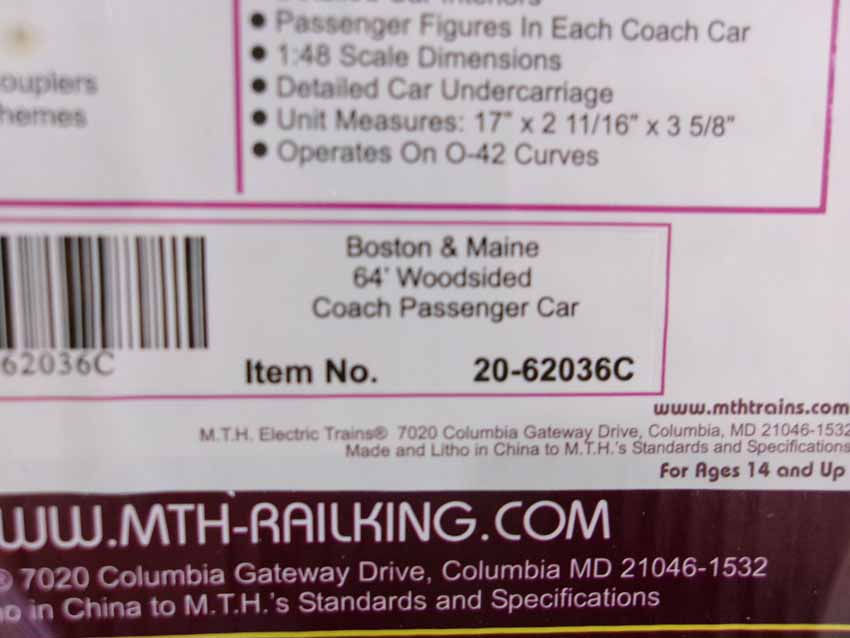 • Passenger Figures In Each Coach Car
• 1:48 Scale Dimensions
• Detailed Car Undercarriage
• Unit Measures: 17" x 2 11/16" x 3 5/8"
• Operates On O-42 Curves
ouplers
hemes
62036C
Boston & Maine
64' Woodsided
Coach Passenger Car
Item No. 20-62036C
www.mthtrains.com
M.T.H. Electric Trains® 7020 Columbia Gateway Drive, Columbia, MD 21046-1532
Made and Litho in China to M.T.H.'s Standards and Specifications
For Ages 14 and Up
WWW.MTH-RAILKING.COM
® 7020 Columbia Gateway Drive, Columbia MD 21046-1532
ho in China to M.T.H.'s Standards and Specifications